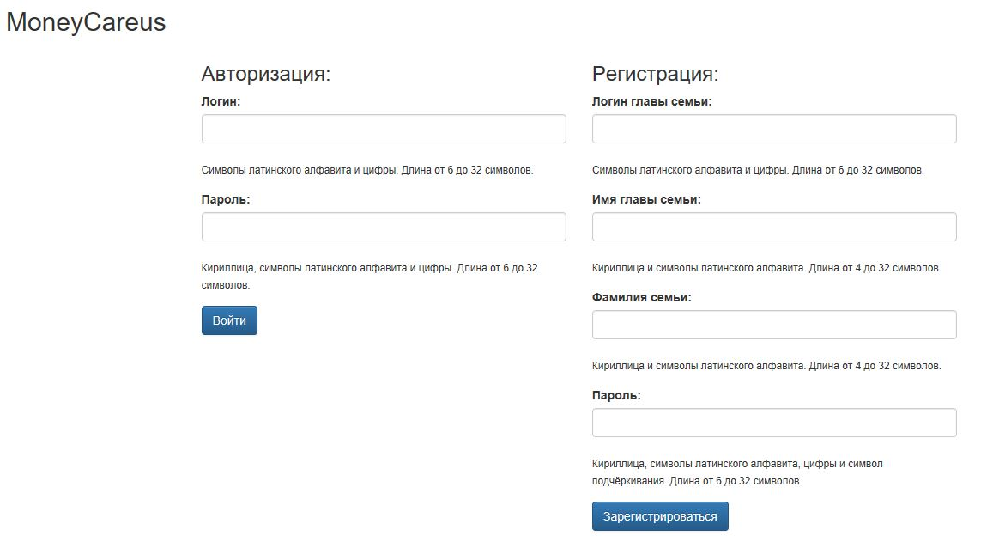 MoneyCareus
Авторизация:
Логин:
Символы латинского алфавита и цифры. Длина от 6 до 32 символов.
Пароль:
Кириллица, символы латинского алфавита и цифры. Длина от 6 до 32
символов.
Войти
Регистрация:
Логин главы семьи:
Символы латинского алфавита и цифры. Длина от 6 до 32 символов.
Имя главы семьи:
Кириллица и символы латинского алфавита. Длина от 4 до 32 символов.
Фамилия семьи:
Кириллица и символы латинского алфавита. Длина от 4 до 32 символов.
Пароль:
Кириллица, символы латинского алфавита, цифры и символ
подчёркивания. Длина от 6 до 32 символов.
Зарегистрироваться